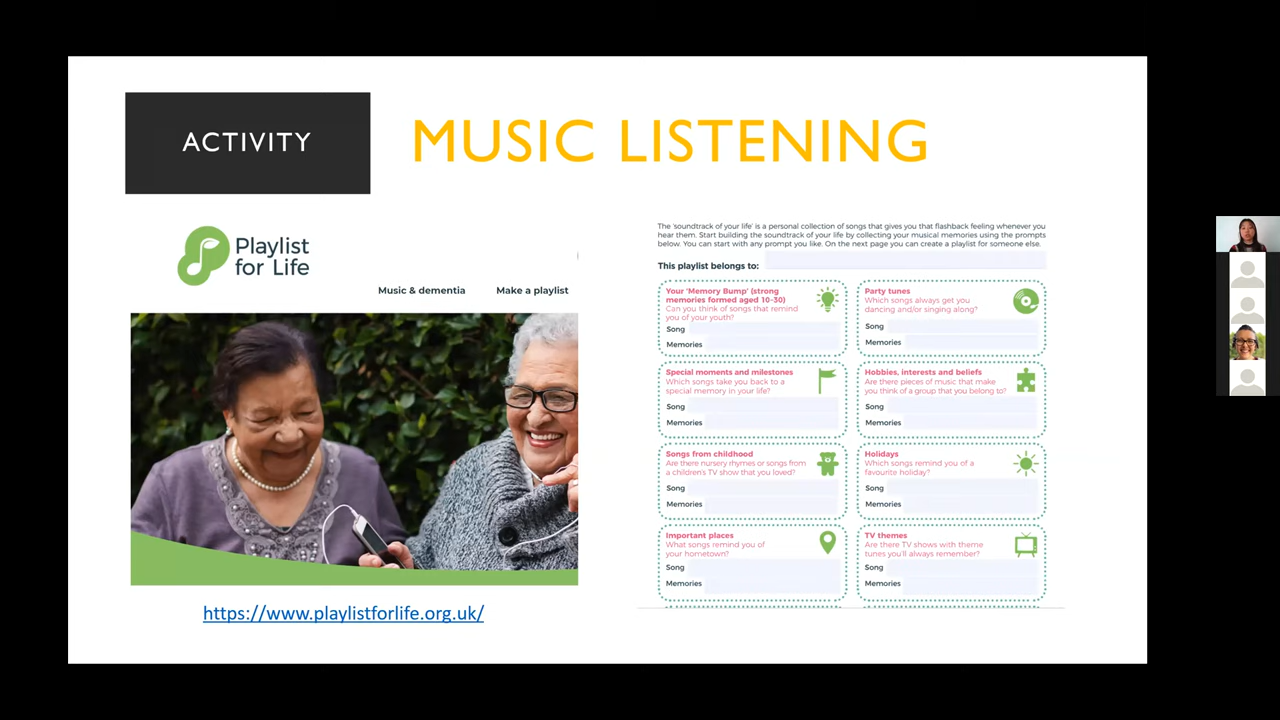 ACTIVITY
MUSIC LISTENING
Playlist
for Life
Music & dementia
Make a playlist
https://www.playlistforlife.org.uk/
The 'soundtrack of your life' is a personal collection of songs that gives you that flashback feeling whenever you
hear them. Start building the soundtrack of your life by collecting your musical memories using the prompts
below. You can start with any prompt you like. On the next page you can create a playlist for someone else.
This playlist belongs to:
Your 'Memory Bump' (strong
memories formed aged 10-30)
Can you think of songs that remind
you of your youth?
Song
Memories
Party tunes
Which songs always get you
dancing and/or singing along?
Song
Memories
Special moments and milestones
Which songs take you back to a
special memory in your life?
Song
Memories
Hobbies, interests and beliefs
Are there pieces of music that make
you think of a group that you belong to?
Song
Memories
Songs from childhood
Are there nursery rhymes or songs from
a children's TV show that you loved?
Song
Memories
Holidays
Which songs remind you of a
favourite holiday?
Song
Memories
Important places
What songs remind you of
your hometown?
Song
Memories
TV themes
Are there TV shows with theme
tunes you'll always remember?
Song
Memories